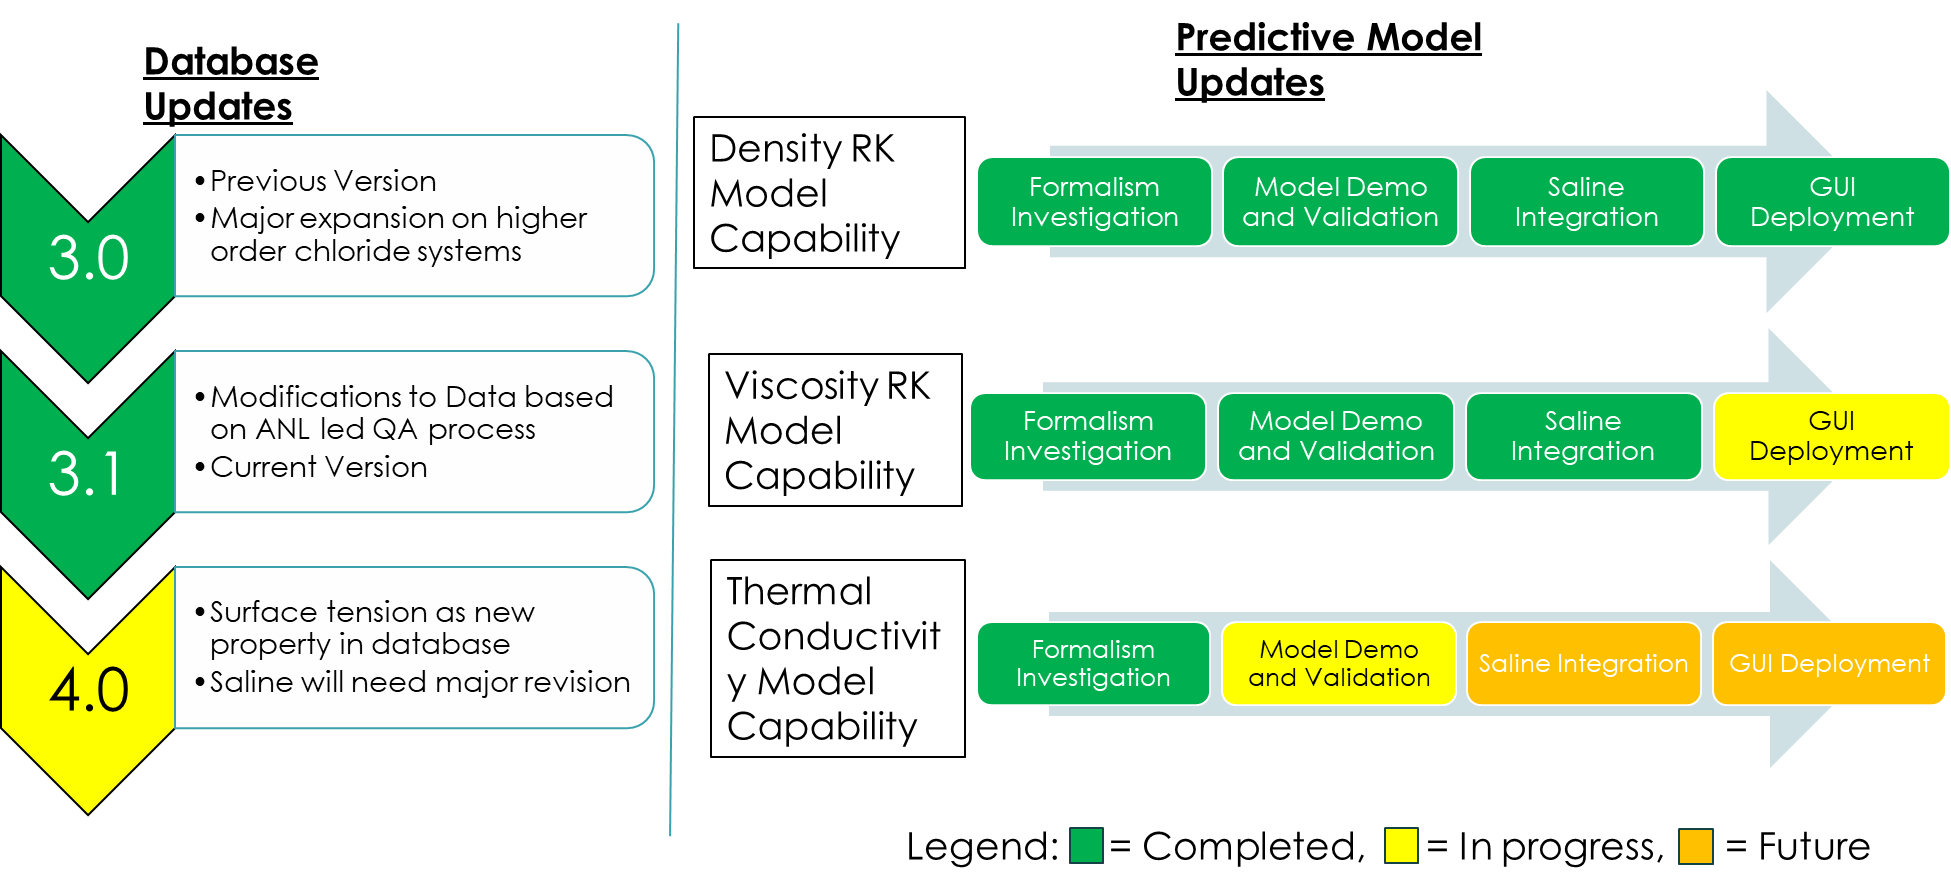 Database
Updates
3.0
•Previous Version
•Major expansion on higher
order chloride systems
3.1
•Modifications to Data based
on ANL led QA process
•Current Version
4.0
•Surface tension as new
property in database
•Saline will need major revision
Predictive Model
Updates
Density RK
Model
Capability
Formalism
Investigation
Model Demo
and Validation
Saline
Integration
GUI
Deployment
Viscosity RK
Model
Capability
Formalism
Investigation
Model Demo
and Validation
Saline
Integration
GUI
Deployment
Thermal
Conductivit
y Model
Capability
Formalism
Investigation
Model Demo
and Validation
Saline Integration
GUI Deployment
Legend: = Completed, = In progress, = Future